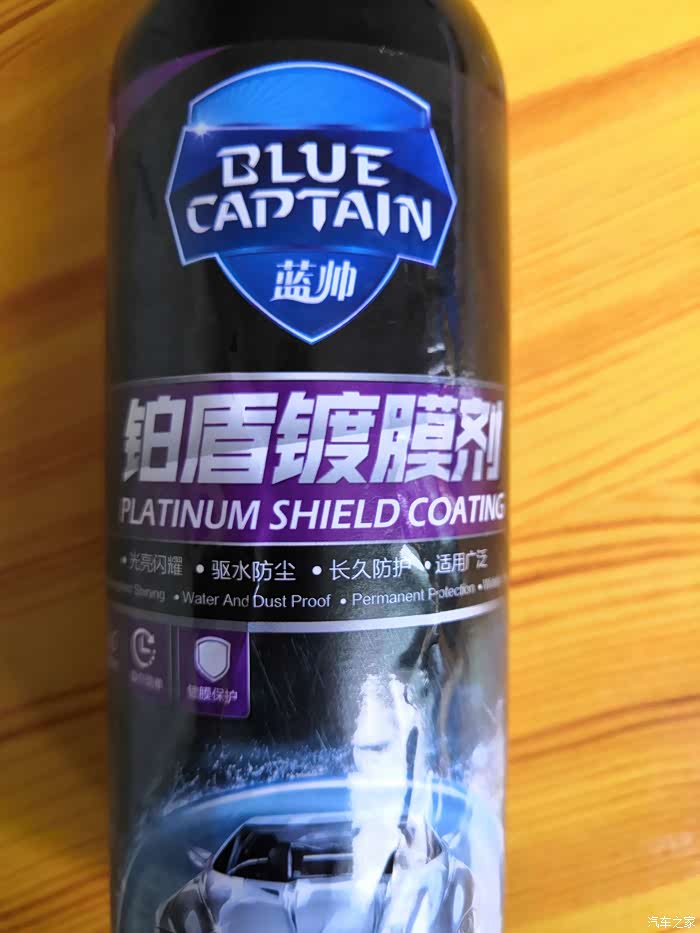 BLUE
CAPTAIN
蓝帅
铂盾镀膜剂
PLATINUM SHIELD COATING
• 光亮闪耀 • 驱水防尘 • 长久防护 • 适用广泛
Shining • Water And Dust Proof • Permanent Protection •
镀膜保护
汽车之家